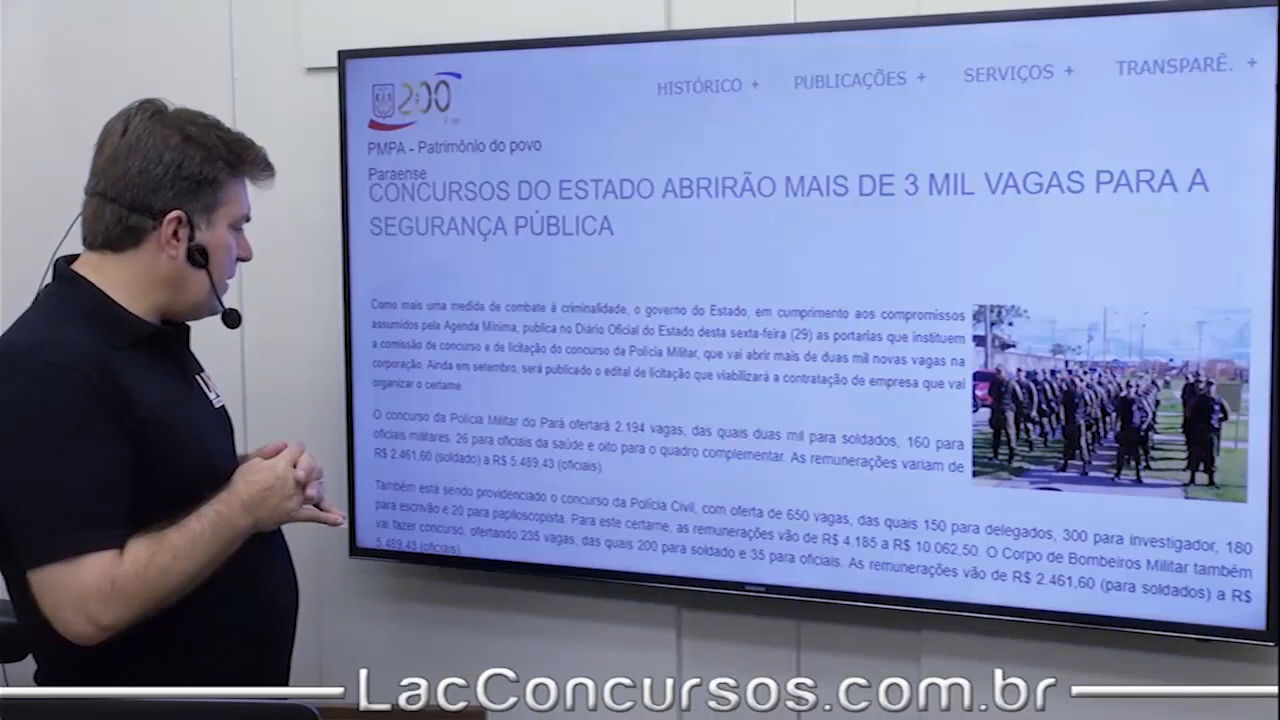 200
HISTÓRICO +
PUBLICAÇÕES +
SERVIÇOS +
TRANSPARÊ. +
PMPA - Patrimônio do povo
Paraense
CONCURSOS DO ESTADO ABRIRÃO MAIS DE 3 MIL VAGAS PARA A
SEGURANÇA PÚBLICA
Como mais uma medida de combate à criminalidade, o governo do Estado, em cumprimento aos compromissos
assumidos pela Agenda Mínima, publica no Diário Oficial do Estado desta sexta-feira (29) as portarias que instituem
a comissão de concurso e de licitação do concurso da Polícia Militar, que vai abrir mais de duas mil novas vagas na
corporação. Ainda em setembro, será publicado o edital de licitação que viabilizará a contratação de empresa que vai
organizar o certame
O concurso da Polícia Militar do Pará ofertará 2.194 vagas, das quais duas mil para soldados, 160 para
oficiais militares, 26 para oficiais da saúde e oito para o quadro complementar. As remunerações variam de
R$ 2.461,60 (soldado) a R$ 5.489,43 (oficiais).
Também está sendo providenciado o concurso da Polícia Civil, com oferta de 650 vagas, das quais 150 para delegados, 300 para investigador, 180
para escrivão e 20 para papiloscopista. Para este certame, as remunerações vão de R$ 4.185 a R$ 10.062,50. O Corpo de Bombeiros Militar também
vai fazer concurso, ofertando 235 vagas, das quais 200 para soldado e 35 para oficiais. As remunerações vão de R$ 2.461,60 (para soldados) a R$
5.489,43 (oficiais).
LacConcursos.com.br